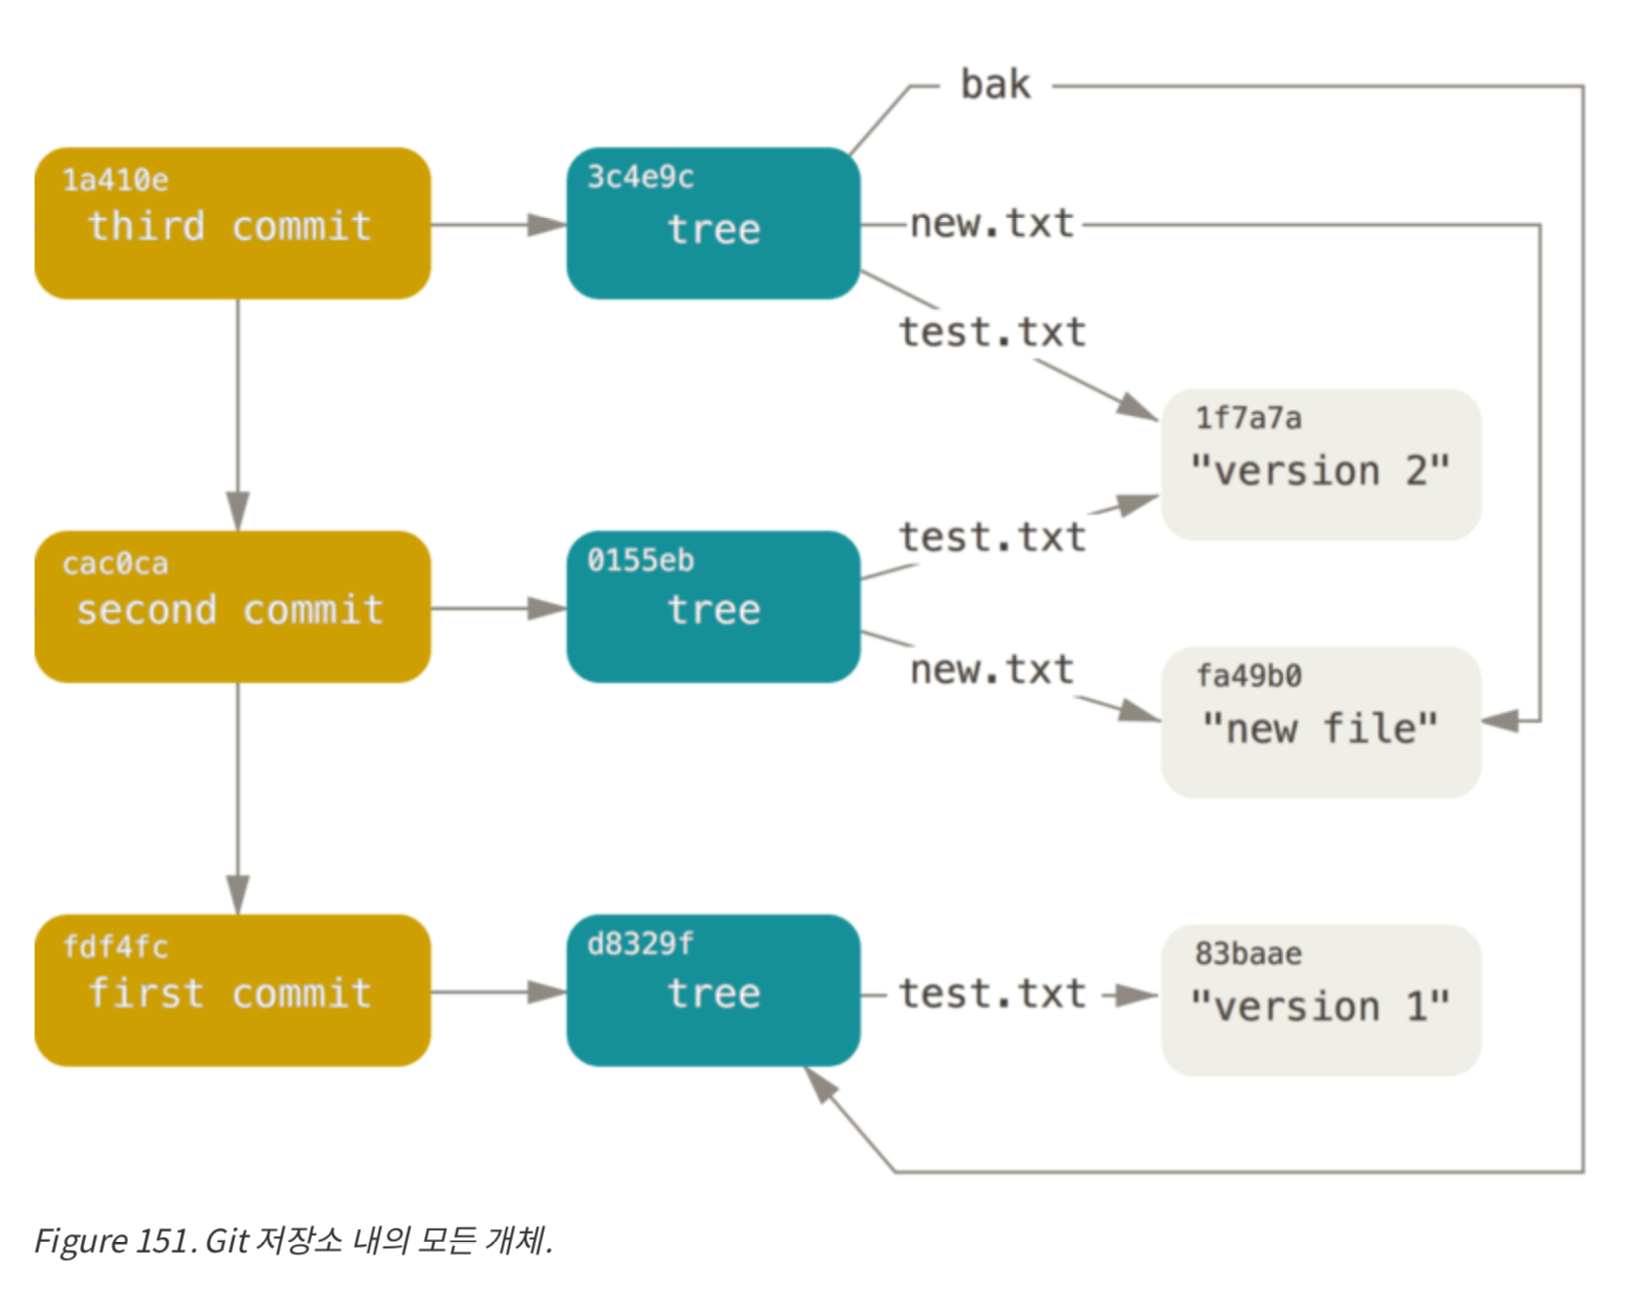 bak
1a410e
third commit
3c4e9c
tree
new.txt
test.txt
1f7a7a
"version 2"
cac0ca
second commit
0155eb
tree
test.txt
new.txt
fa49b0
"new file"
fdf4fc
first commit
d8329f
tree
test.txt
83baae
"version 1"
Figure 151. Git 저장소 내의 모든 개체.